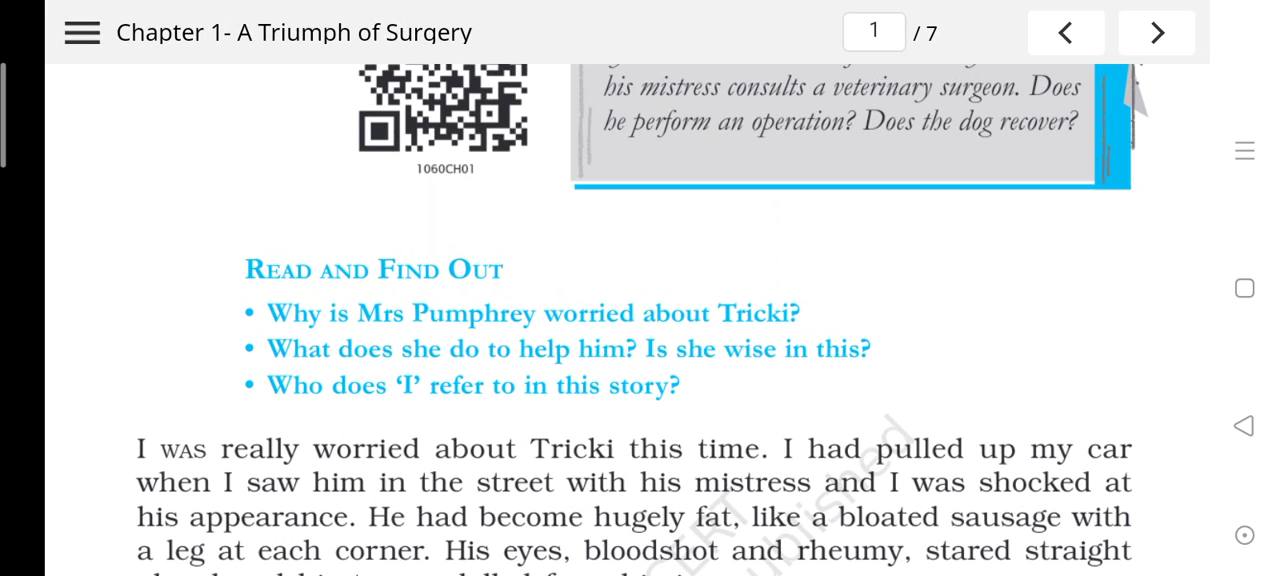 Chapter 1- A Triumph of Surgery
1 / 7
his mistress consults a veterinary surgeon. Does
he perform an operation? Does the dog recover?
1060CH01
READ AND FIND OUT
• Why is Mrs Pumphrey worried about Tricki?
• What does she do to help him? Is she wise in this?
• Who does ‘I’ refer to in this story?
I WAS really worried about Tricki this time. I had pulled up my car
when I saw him in the street with his mistress and I was shocked at
his appearance. He had become hugely fat, like a bloated sausage with
a leg at each corner. His eyes, bloodshot and rheumy, stared straight